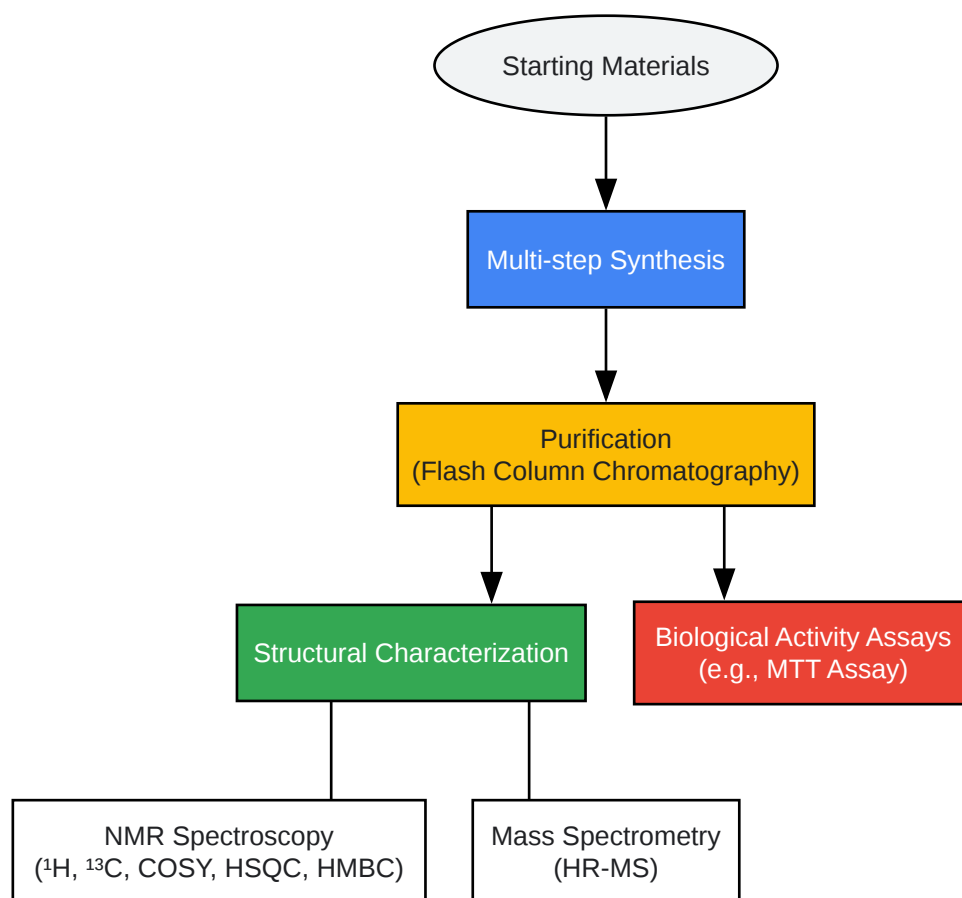 Starting Materials
Multi-step Synthesis
Purification
(Flash Column Chromatography)
Structural Characterization
Biological Activity Assays
(e.g., MTT Assay)
NMR Spectroscopy
(¹H, ¹³C, COSY, HSQC, HMBC)
Mass Spectrometry
(HR-MS)